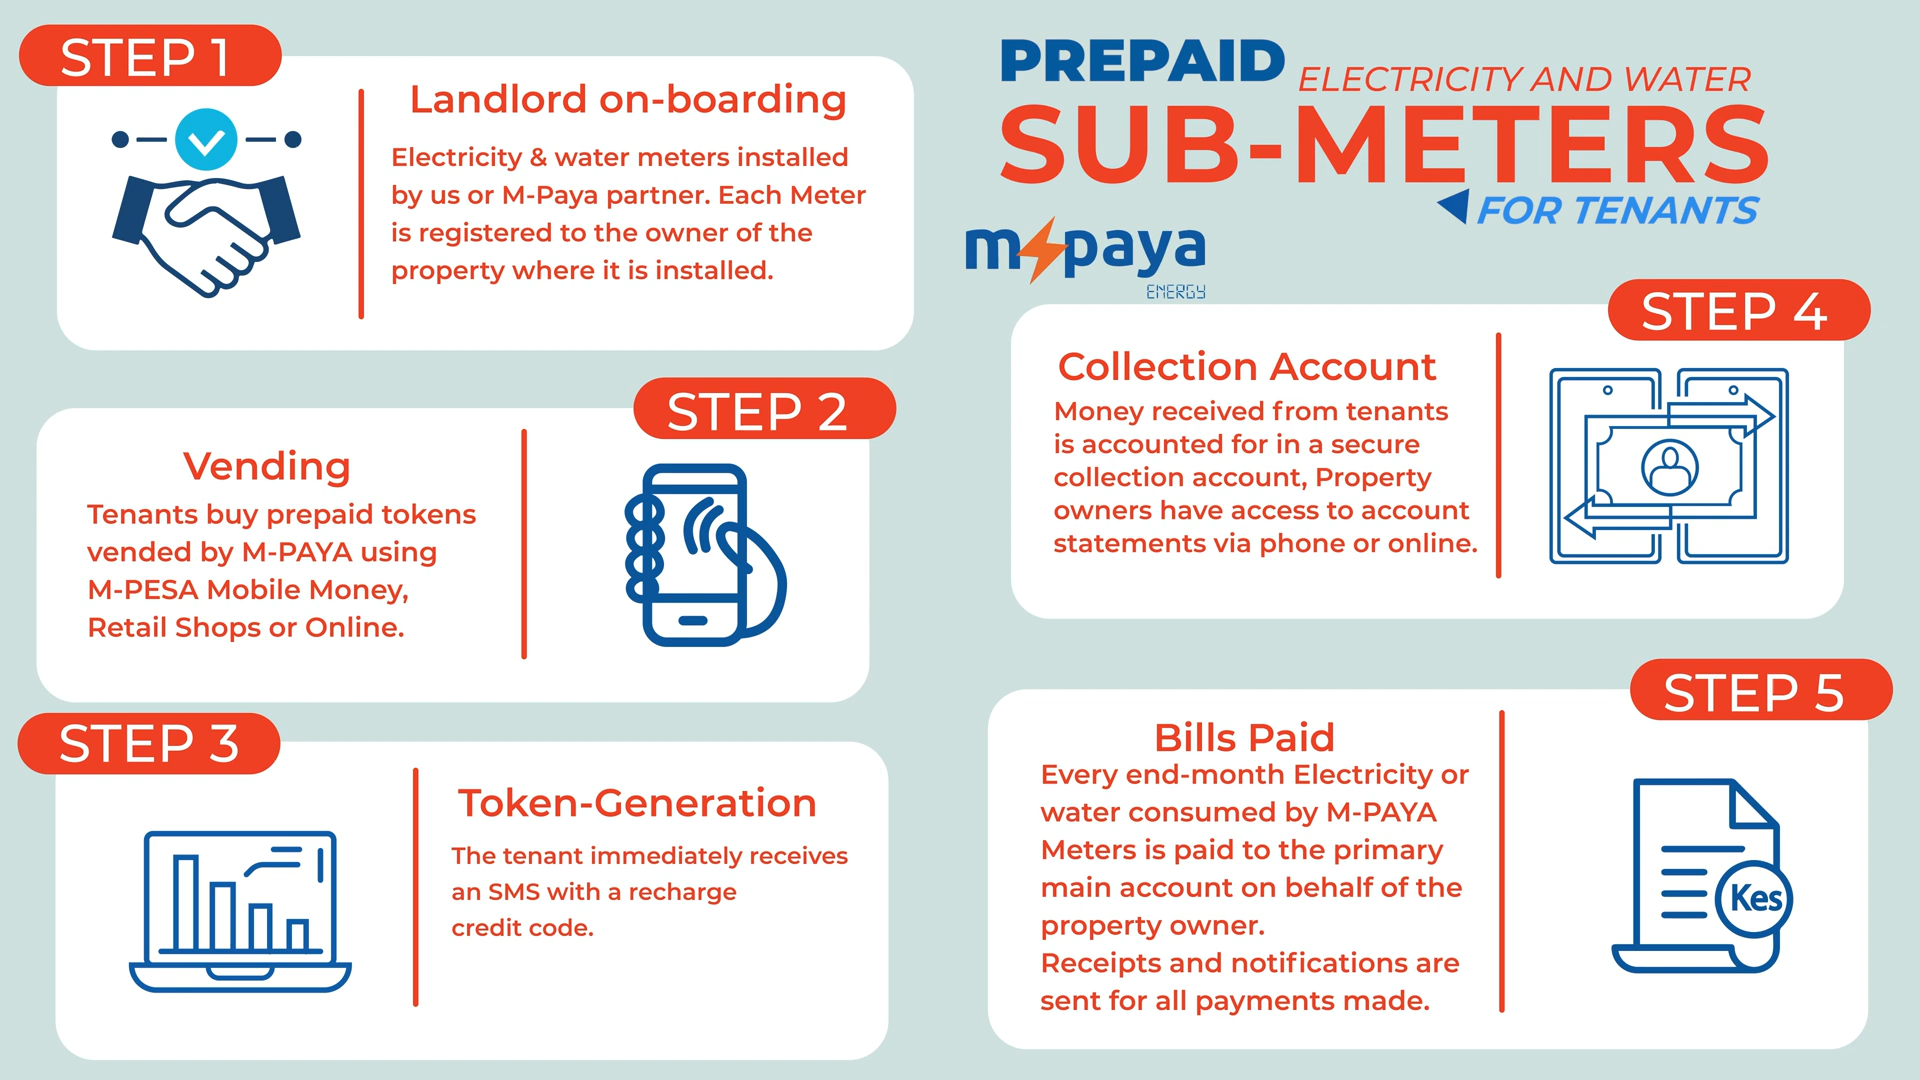 STEP 1
Landlord on-boarding
Electricity & water meters installed
by us or M-Paya partner. Each Meter
is registered to the owner of the
property where it is installed.
STEP 2
Vending
Tenants buy prepaid tokens
vended by M-PAYA using
M-PESA Mobile Money,
Retail Shops or Online.
STEP 3
Token-Generation
The tenant immediately receives
an SMS with a recharge
credit code.
PREPAID ELECTRICITY AND WATER
SUB-METERS
FOR TENANTS
m paya
ENERGY
STEP 4
Collection Account
Money received from tenants
is accounted for in a secure
collection account, Property
owners have access to account
statements via phone or online.
STEP 5
Bills Paid
Every end-month Electricity or
water consumed by M-PAYA
Meters is paid to the primary
main account on behalf of the
property owner.
Receipts and notifications are
sent for all payments made.
Kes